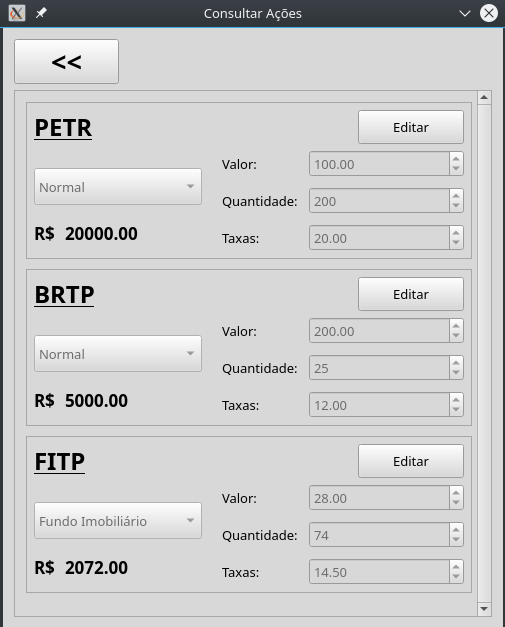 Consultar Ações
<<
PETR
Editar
Normal
Valor: 100.00
Quantidade: 200
R$ 20000.00
Taxas: 20.00
BRTP
Editar
Normal
Valor: 200.00
Quantidade: 25
R$ 5000.00
Taxas: 12.00
FITP
Editar
Fundo Imobiliário
Valor: 28.00
Quantidade: 74
R$ 2072.00
Taxas: 14.50